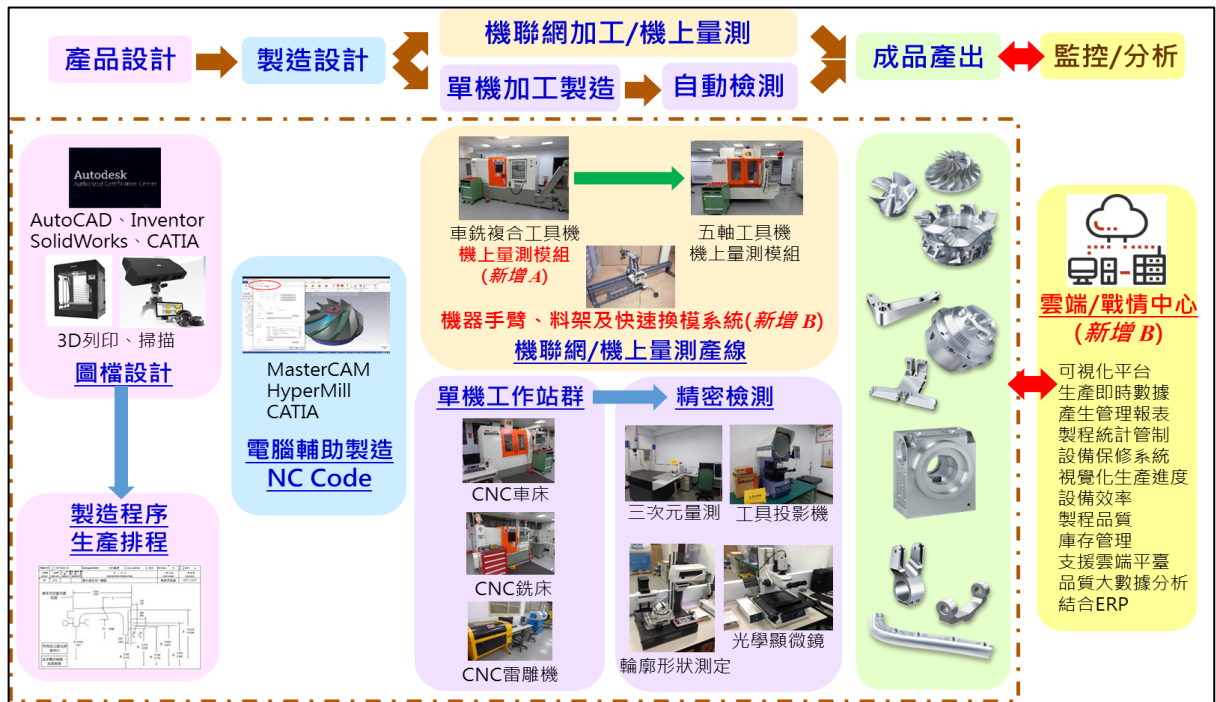 產品設計
製造設計
機聯網加工/機上量測
單機加工製造
自動檢測
成品產出
監控/分析
Autodesk
Authorized Certification Center
AutoCAD、Inventor
SolidWorks、CATIA
3D列印、掃描
圖檔設計
製造程序
生產排程
MasterCAM
HyperMill
CATIA
電腦輔助製造
NC Code
車銑複合工具機
機上量測模組
(新增 A)
五軸工具機
機上量測模組
機器手臂、料架及快速換模系統(新增 B)
機聯網/機上量測產線
單機工作站群
CNC車床
CNC銑床
CNC雷雕機
精密檢測
三次元量測
工具投影機
輪廓形狀測定
光學顯微鏡
雲端/戰情中心
(新增 B)
可視化平台
生產即時數據
產生管理報表
製程統計管制
設備保修系統
視覺化生產進度
設備效率
製程品質
庫存管理
支援雲端平臺
品質大數據分析
結合ERP